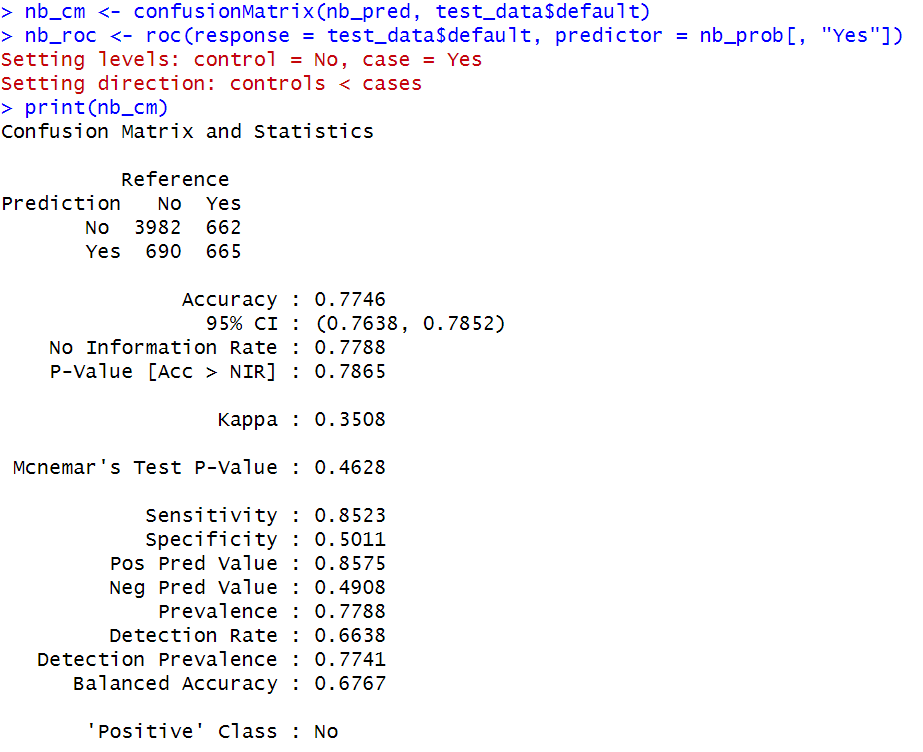 > nb_cm <- confusionMatrix(nb_pred, test_data$default)
> nb_roc <- roc(response = test_data$default, predictor = nb_prob[, "Yes"])
Setting levels: control = No, case = Yes
Setting direction: controls < cases
> print(nb_cm)
Confusion Matrix and Statistics

          Reference
Prediction   No  Yes
       No  3982  662
       Yes  690  665

               Accuracy : 0.7746
                 95% CI : (0.7638, 0.7852)
    No Information Rate : 0.7788
    P-Value [Acc > NIR] : 0.7865

                  Kappa : 0.3508

 Mcnemar's Test P-Value : 0.4628

            Sensitivity : 0.8523
            Specificity : 0.5011
         Pos Pred Value : 0.8575
         Neg Pred Value : 0.4908
             Prevalence : 0.7788
         Detection Rate : 0.6638
   Detection Prevalence : 0.7741
      Balanced Accuracy : 0.6767

       'Positive' Class : No